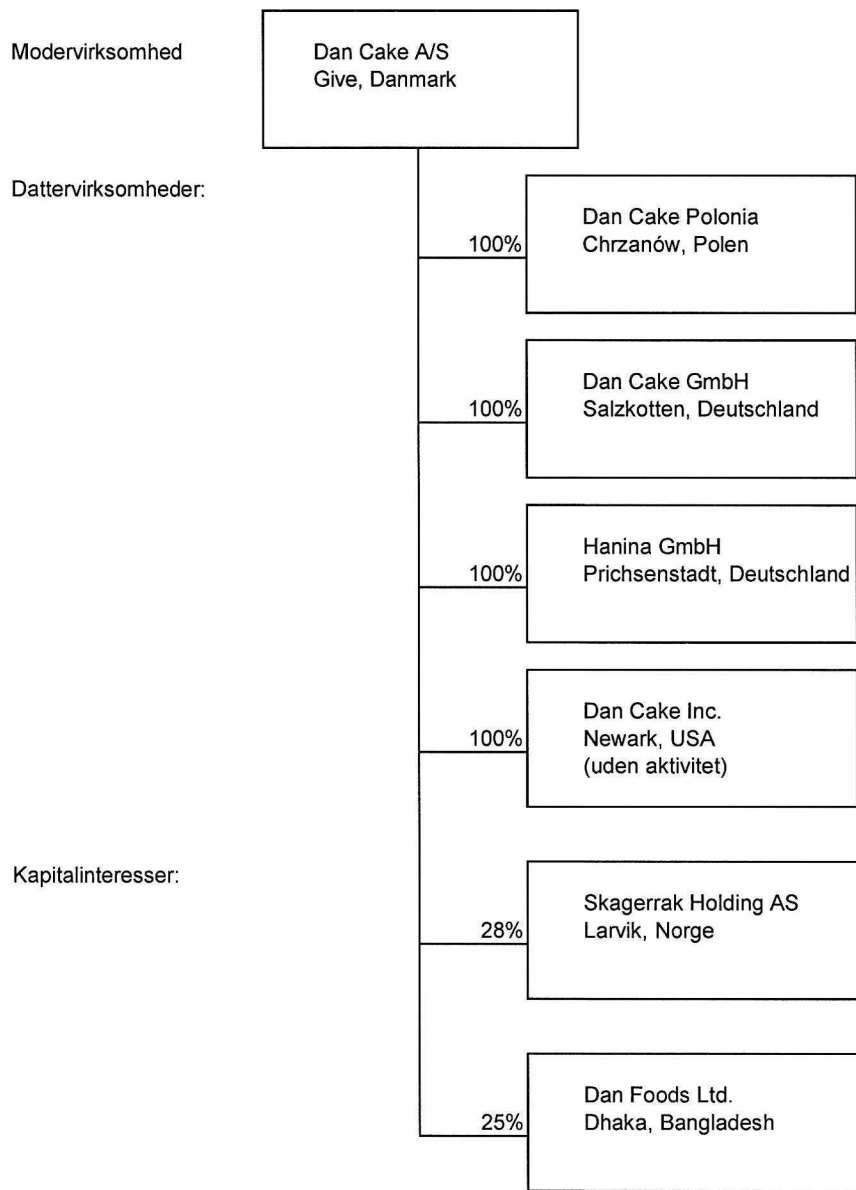 Modervirksomhed
Dan Cake A/S
Give, Danmark
Dattervirksomheder:
100%
Dan Cake Polonia
Chrzanów, Polen
100%
Dan Cake GmbH
Salzkotten, Deutschland
100%
Hanina GmbH
Prichsenstadt, Deutschland
100%
Dan Cake Inc.
Newark, USA
(uden aktivitet)
Kapitalinteresser:
28%
Skagerrak Holding AS
Larvik, Norge
25%
Dan Foods Ltd.
Dhaka, Bangladesh